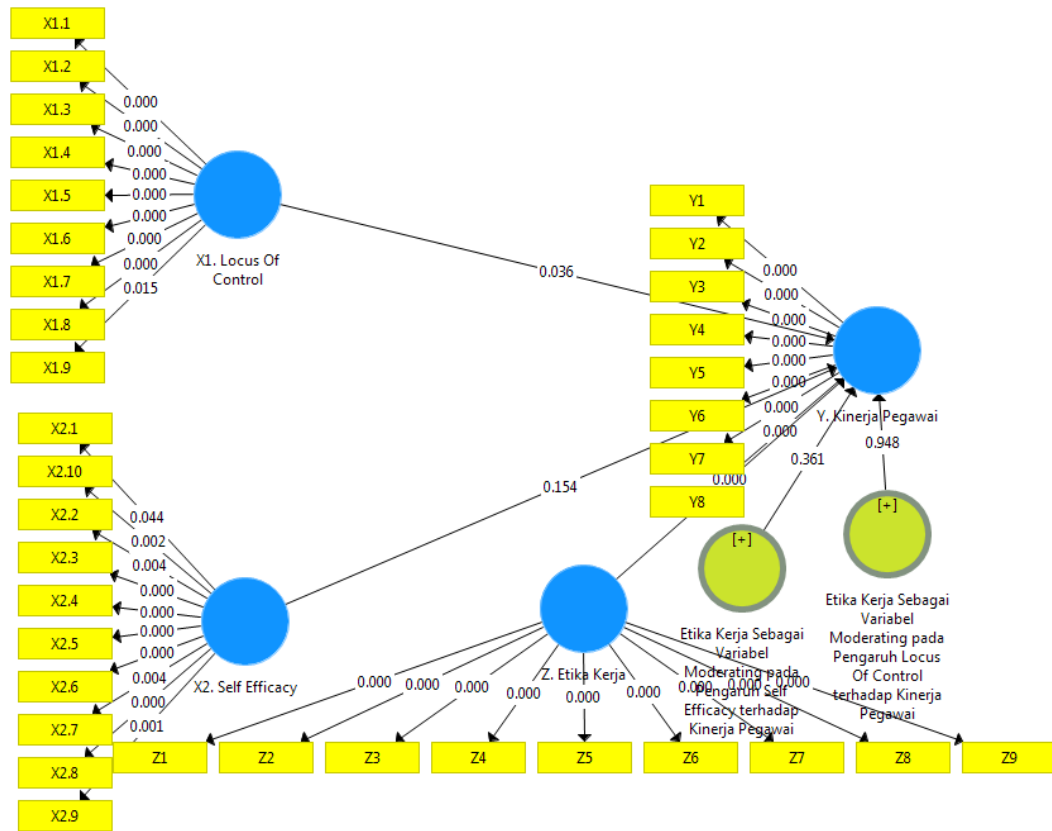 X1.1
X1.2
X1.3
X1.4
X1.5
X1.6
X1.7
X1.8
X1.9
0.000
0.000
0.000
0.000
0.000
0.000
0.000
0.000
0.015
X1. Locus Of
Control
0.036
Y1
Y2
Y3
Y4
Y5
Y6
Y7
Y8
0.000
0.000
0.000
0.000
0.000
0.000
0.000
0.000
Y. Kinerja Pegawai
X2.1
X2.10
X2.2
X2.3
X2.4
X2.5
X2.6
X2.7
X2.8
X2.9
0.044
0.002
0.004
0.000
0.000
0.000
0.000
0.004
0.000
0.001
X2. Self Efficacy
0.154
0.000
0.361
0.948
[+]
Etika Kerja Sebagai
Variabel
Moderating pada
Pengaruh Self
Efficacy terhadap
Kinerja Pegawai
[+]
Etika Kerja Sebagai
Variabel
Moderating pada
Pengaruh Locus
Of Control
terhadap Kinerja
Pegawai
Z. Etika Kerja
0.000
0.000
0.000
0.000
0.000
0.000
0.000
0.000
0.000
Z1
Z2
Z3
Z4
Z5
Z6
Z7
Z8
Z9